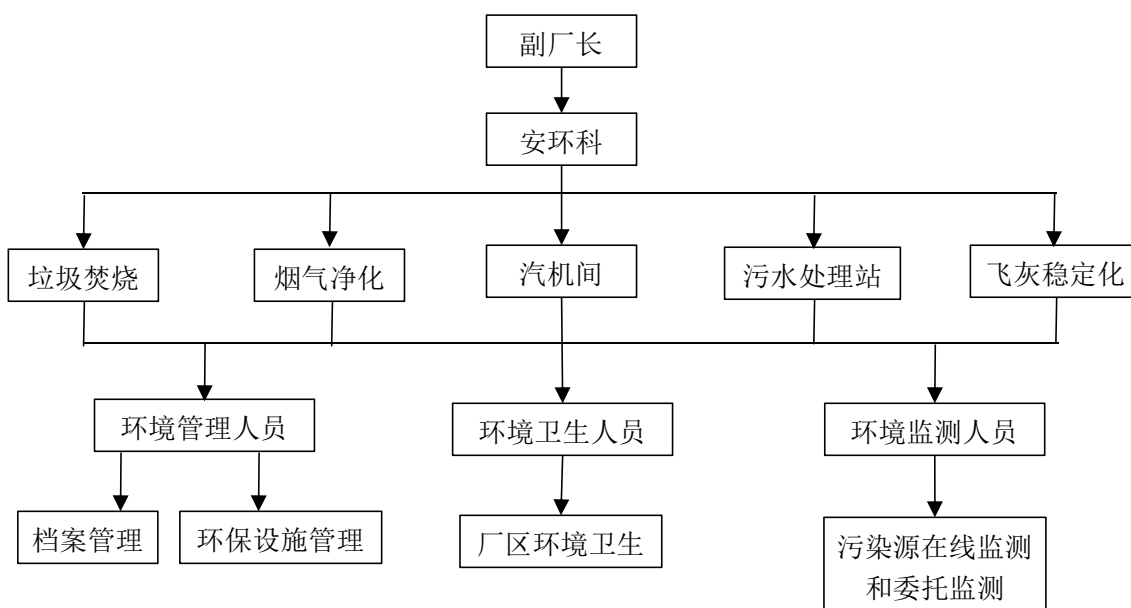 副厂长
安环科
垃圾焚烧
烟气净化
汽机间
污水处理站
飞灰稳定化
环境管理人员
环境卫生人员
环境监测人员
档案管理
环保设施管理
厂区环境卫生
污染源在线监测
和委托监测